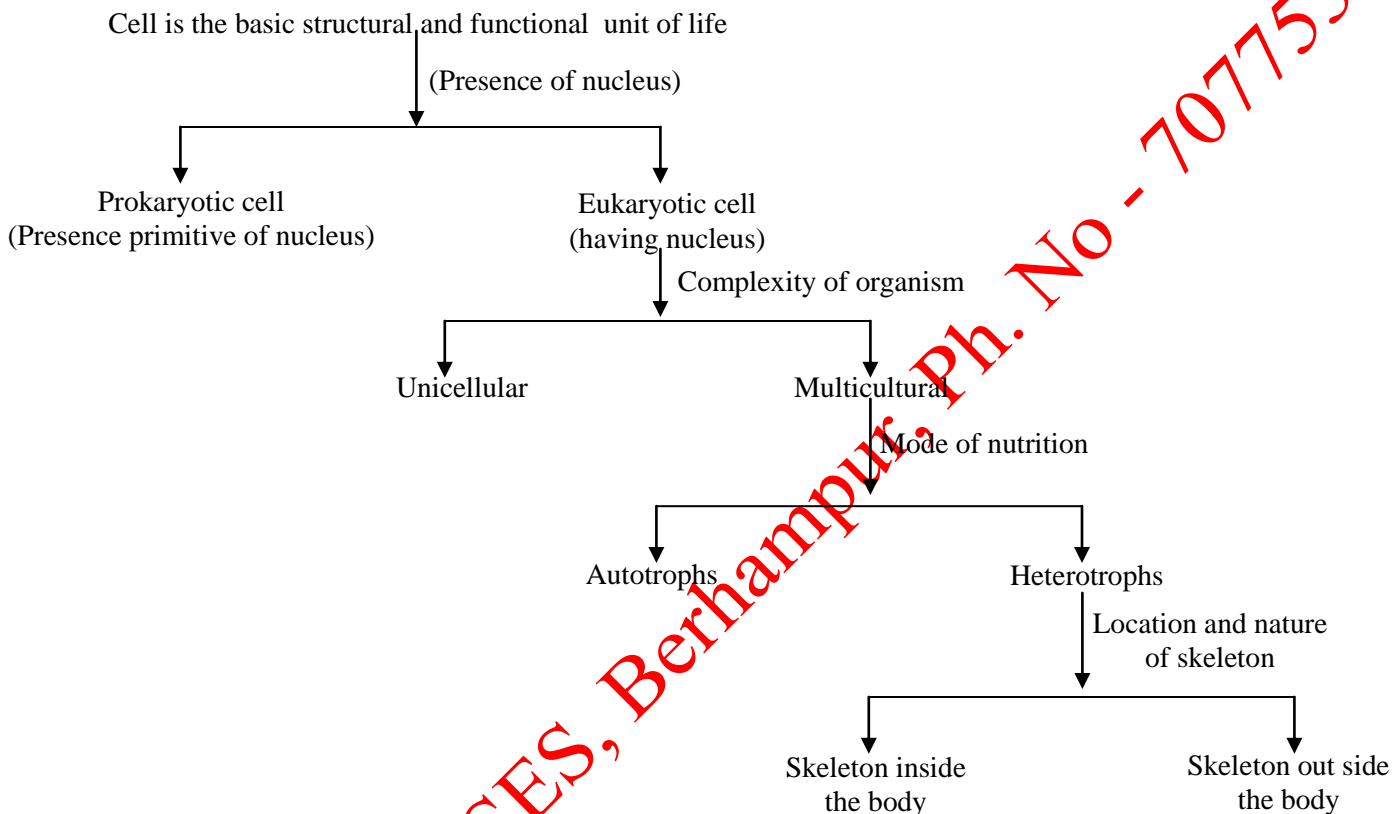 Cell is the basic structural and functional unit of life
(Presence of nucleus)
Prokaryotic cell
(Presence primitive of nucleus)
Eukaryotic cell
(having nucleus)
Complexity of organism
Unicellular
Multicultural
Mode of nutrition
Autotrophs
Heterotrophs
Location and nature
of skeleton
Skeleton inside
the body
Skeleton out side
the body
Berhampur, Ph. No -